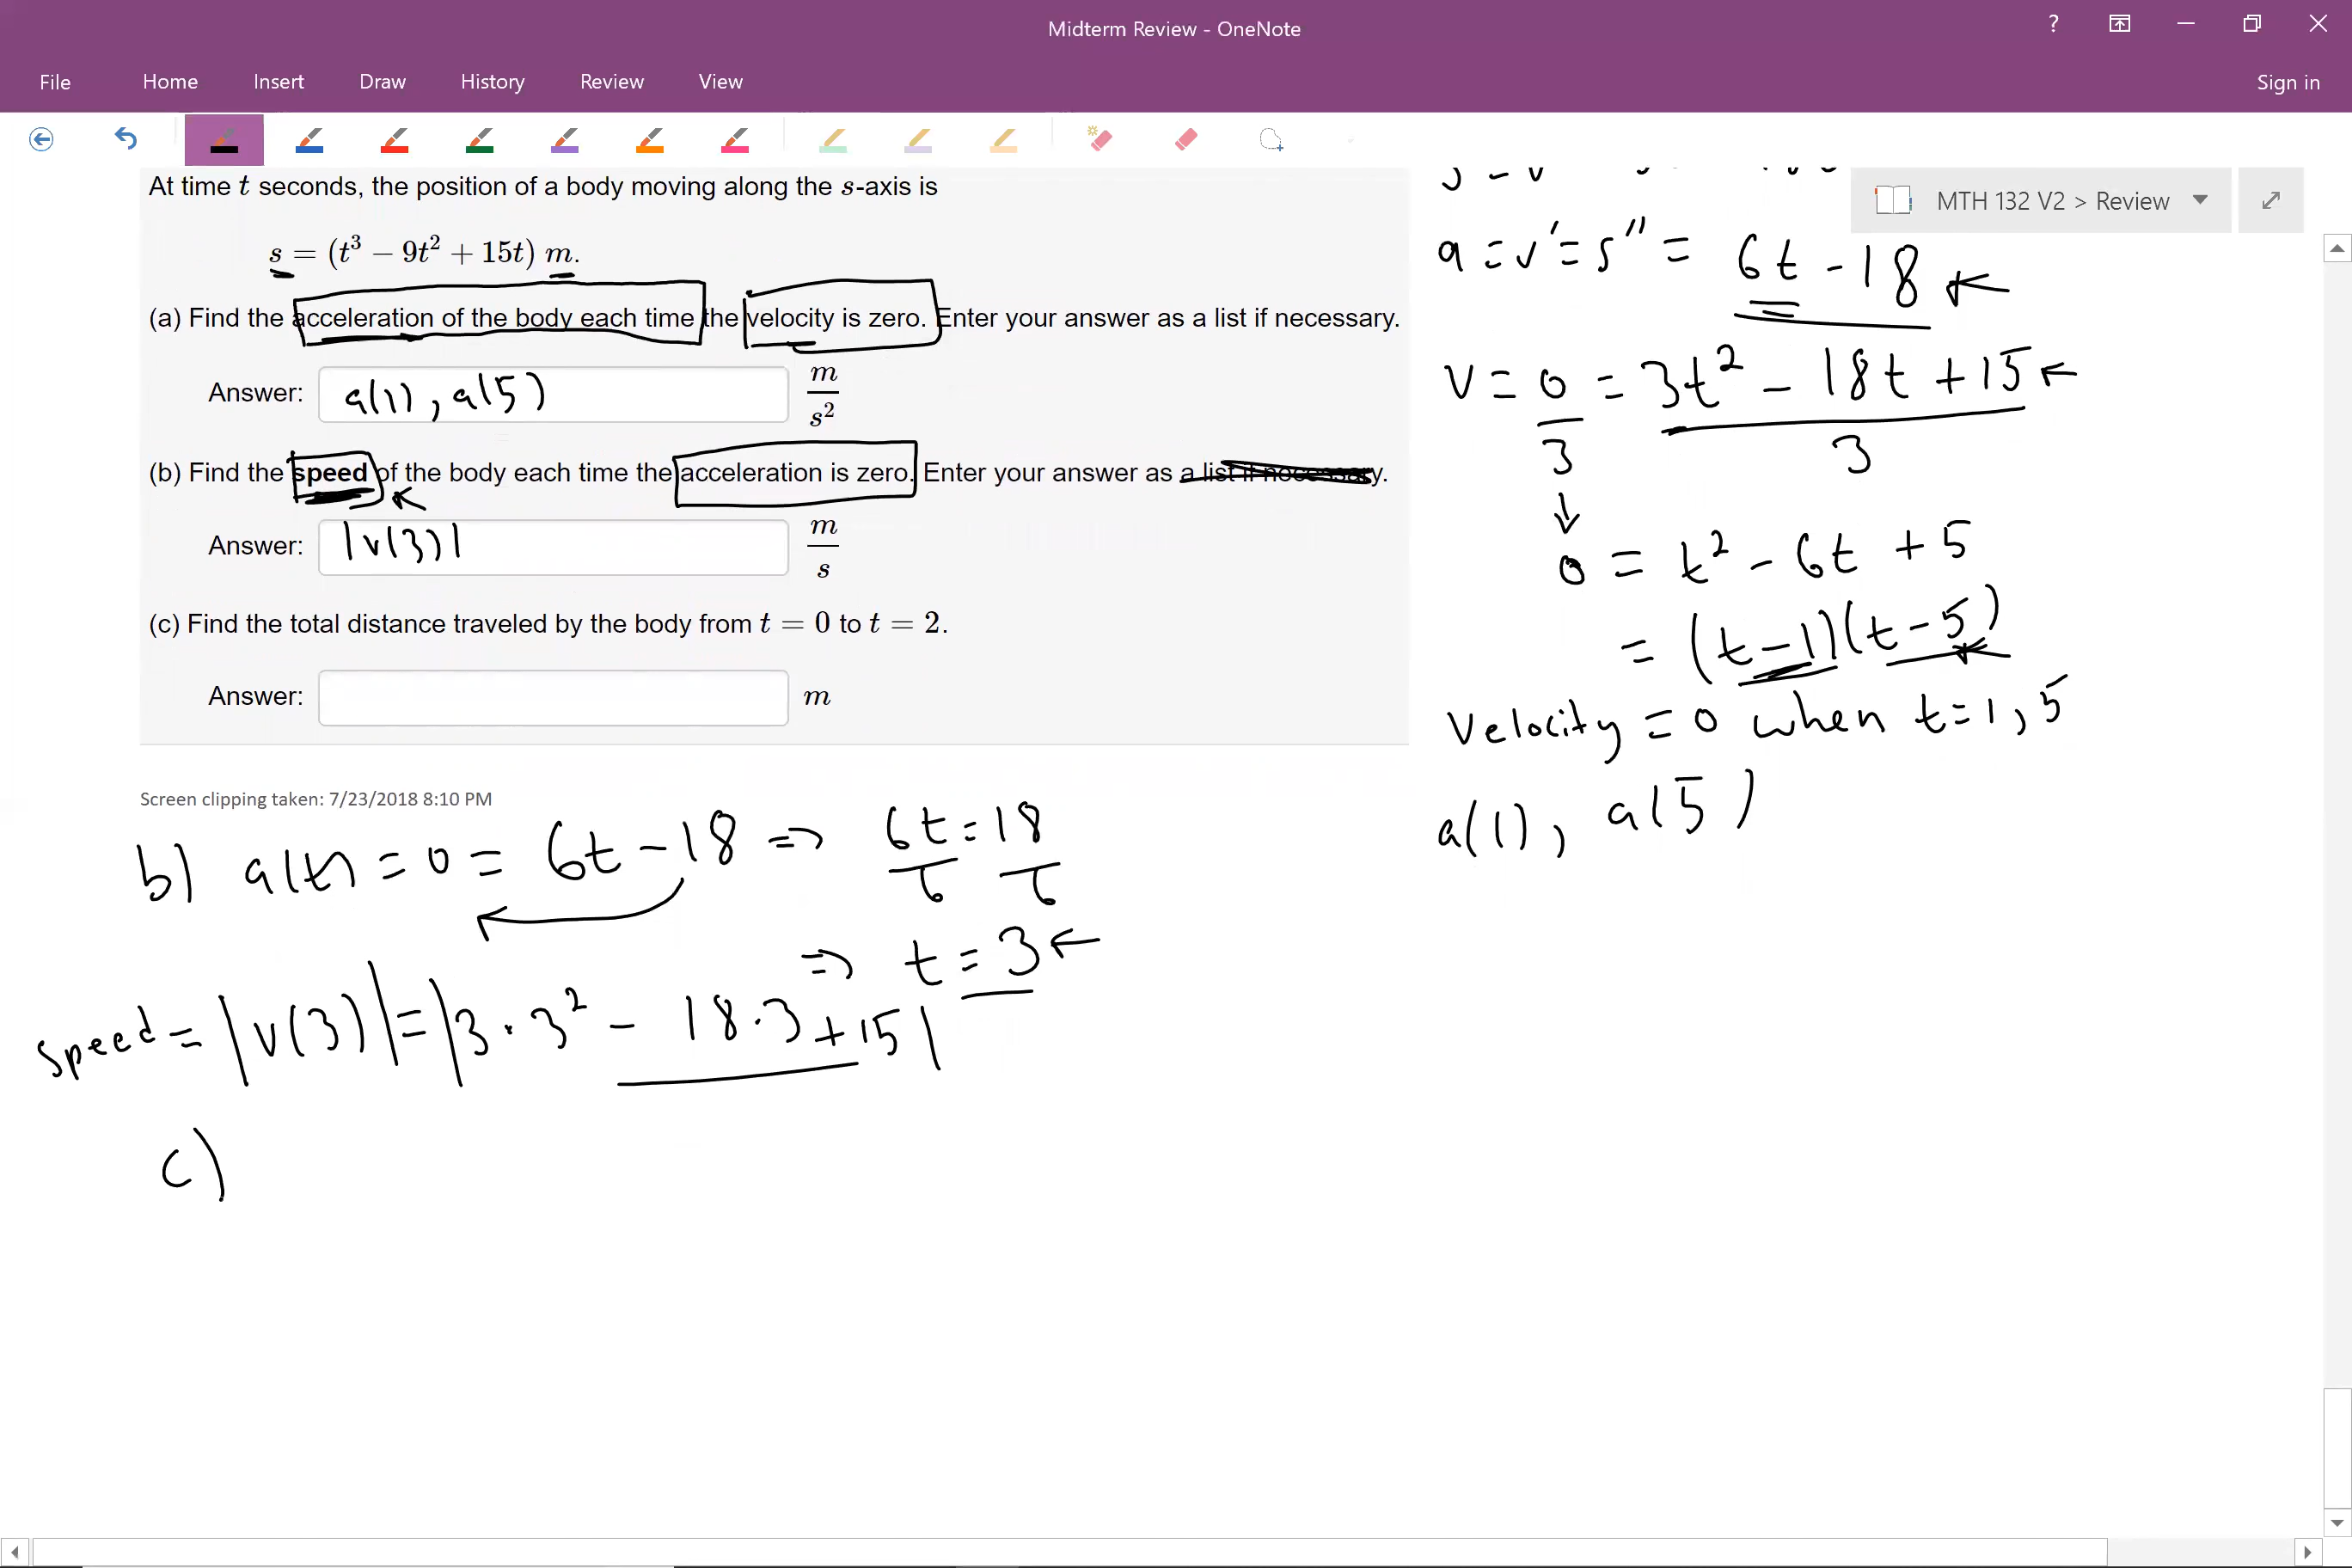 Midterm Review - OneNote
File Home Insert Draw History Review View Sign in
MTH 132 V2 > Review
At time t seconds, the position of a body moving along the s-axis is
s = (t³ − 9t² + 15t) m.
(a) Find the acceleration of the body each time the velocity is zero. Enter your answer as a list if necessary.
Answer: a(1), a(5) m/s²
(b) Find the speed of the body each time the acceleration is zero. Enter your answer as a list if necessary.
Answer: |v(3)| m/s
(c) Find the total distance traveled by the body from t = 0 to t = 2.
Answer: m
Screen clipping taken: 7/23/2018 8:10 PM
b) a(t) = 0 = 6t − 18 => 6t/6 = 18/6
=> t = 3 ←
Speed = |v(3)| = |3·3² − 18·3 + 15|
c)
a = v' = s'' = 6t − 18 ←
v = 0/3 = 3t² − 18t + 15/3 ←
↓
0 = t² − 6t + 5
= (t − 1)(t − 5)
Velocity = 0 when t = 1, 5
a(1), a(5)